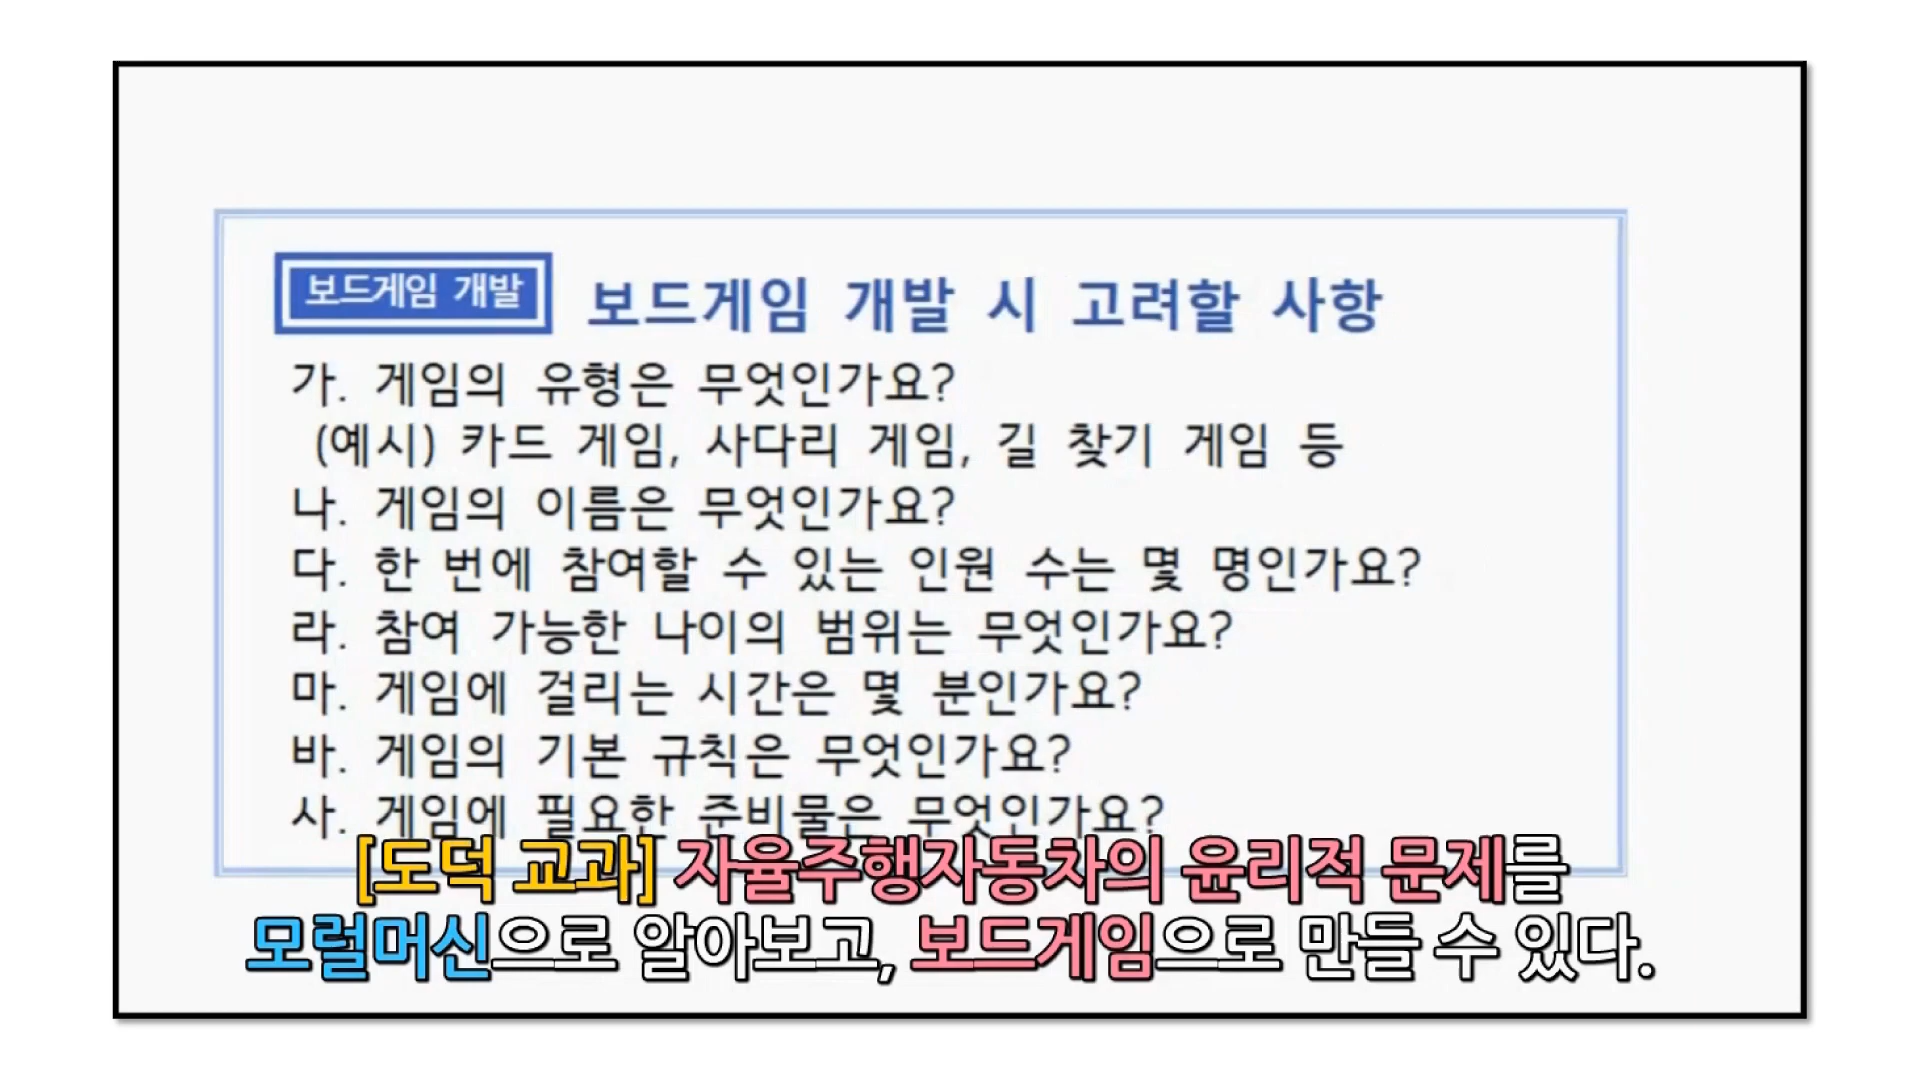 보드게임 개발
보드게임 개발 시 고려할 사항
가. 게임의 유형은 무엇인가요?
(예시) 카드 게임, 사다리 게임, 길 찾기 게임 등
나. 게임의 이름은 무엇인가요?
다. 한 번에 참여할 수 있는 인원 수는 몇 명인가요?
라. 참여 가능한 나이의 범위는 무엇인가요?
마. 게임에 걸리는 시간은 몇 분인가요?
바. 게임의 기본 규칙은 무엇인가요?
사. 게임에 필요한 준비물은 무엇인가요?
[도덕 교과] 자율주행자동차의 윤리적 문제를
모럴머신으로 알아보고, 보드게임으로 만들 수 있다.